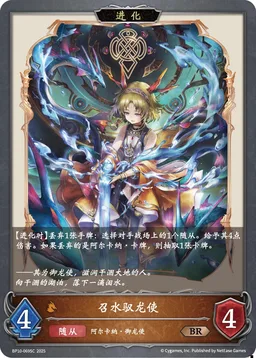 进化
【进化时】丢弃1张手牌：选择对手战场上的1个随从。给予其4点
伤害。如果丢弃的是阿尔卡纳·卡牌，则抽取1张卡牌。
——其为御龙使，滋润干涸大地的人。
向干涸的湖泊，落下一滴泪水。
4
召水驭龙使
4
随从
阿尔卡纳·御龙使
BR
© Cygames, Inc. Published by NetEase Games